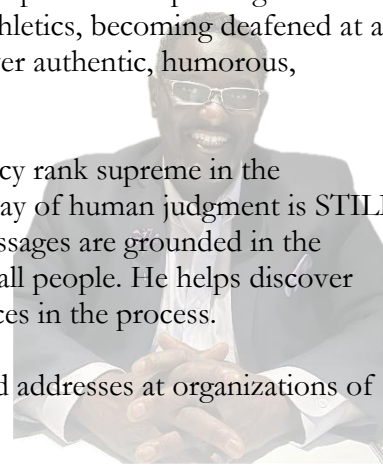 hletics, becoming deafened at a
er authentic, humorous,
cy rank supreme in the
ay of human judgment is STILL
ssages are grounded in the
all people. He helps discover
ces in the process.
d addresses at organizations of